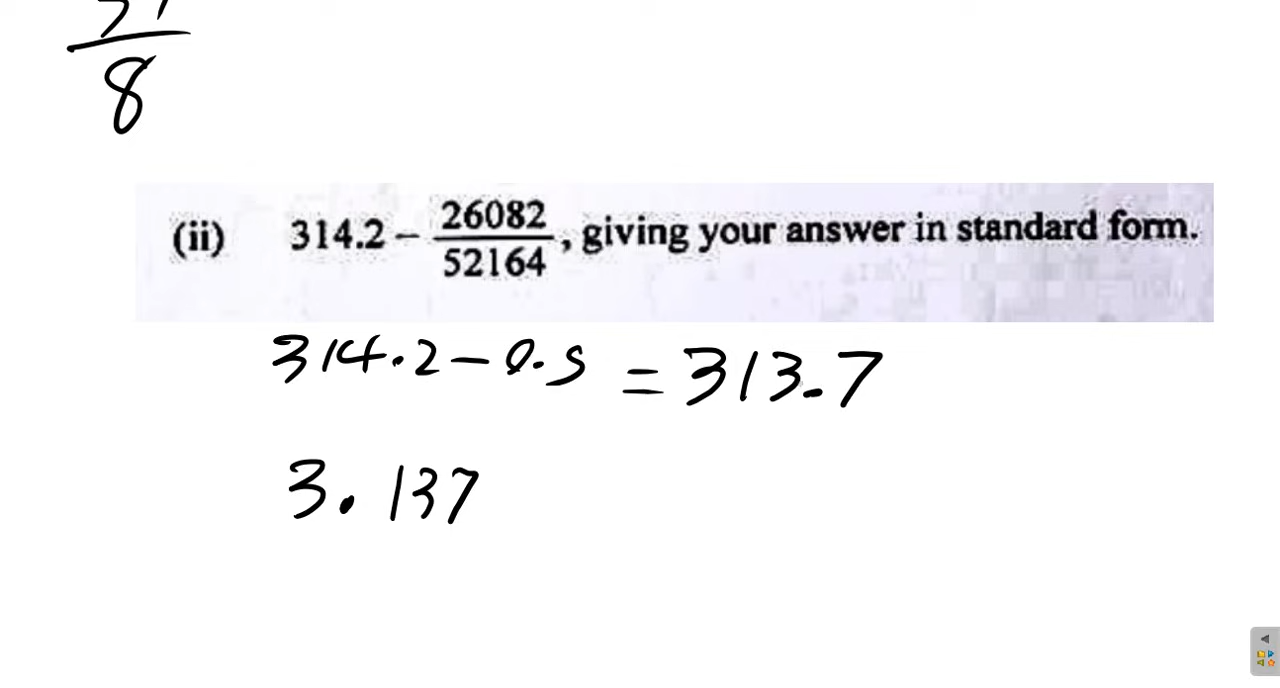 8
(ii) 314.2 – 26082/52164, giving your answer in standard form.
314.2 – 0.5 = 313.7
3.137